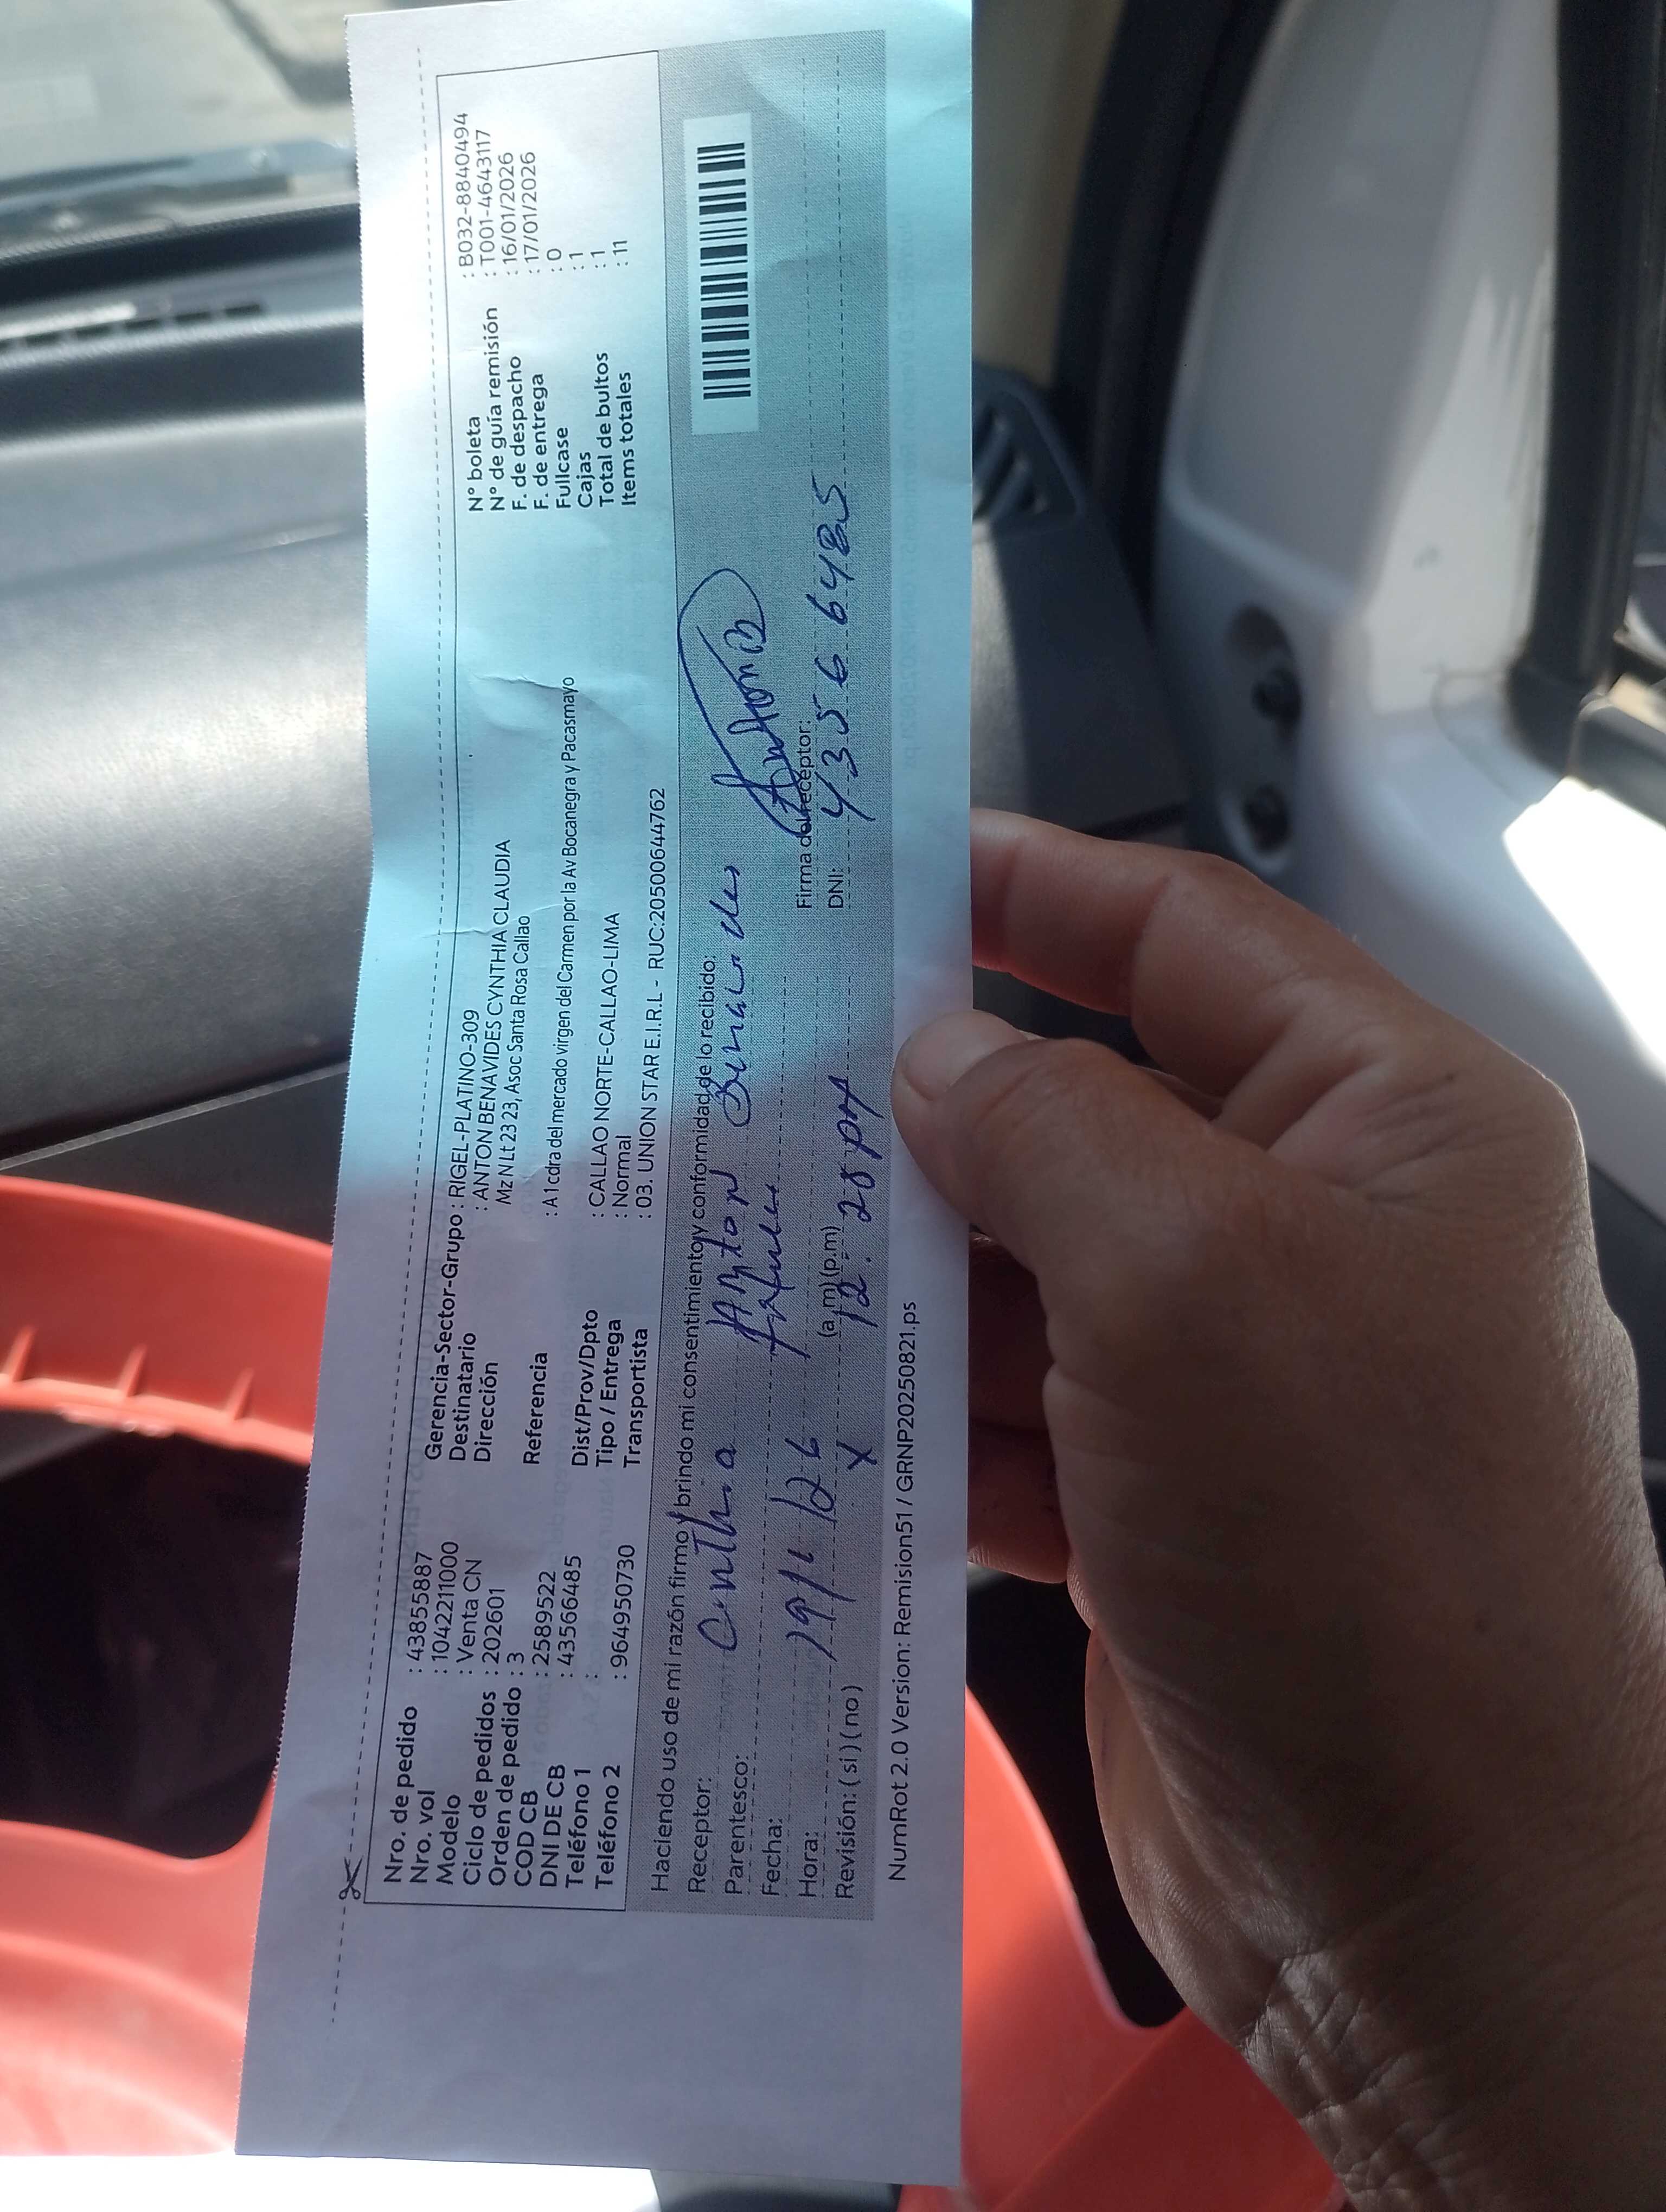 Nro. de pedido : 43855887
Nro. vol : 1042211000
Modelo : Venta CN
Ciclo de pedidos : 202601
Orden de pedido : 3
COD CB : 2589522
DNI DE CB : 43566485
Teléfono 1 :
Teléfono 2 : 964950730
Gerencia-Sector-Grupo : RIGEL-PLATINO-309
Destinatario : ANTON BENAVIDES CYNTHIA CLAUDIA
Dirección Mz N Lt 23 23, Asoc Santa Rosa Callao
Referencia : A 1 cdra del mercado virgen del Carmen por la Av Bocanegra y Pacasmayo
Dist/Prov/Dpto : CALLAO NORTE-CALLAO-LIMA
Tipo / Entrega : Normal
Transportista : 03. UNION STAR E.I.R.L - RUC:20500644762
N° boleta : B032-8840494
N° de guía remisión : T001-4643117
F. de despacho : 16/01/2026
F. de entrega : 17/01/2026
Fullcase : 0
Cajas : 1
Total de bultos : 1
Items totales : 11
Haciendo uso de mi razón firmo y brindo mi consentimiento y conformidad de lo recibido:
Receptor: Anton
Parentesco:
Fecha: 19/1/26
Hora: (a.m) (p.m) 12:28 pm
Revisión: ( si ) ( no ) X
Firma del receptor:
DNI: 43566485
NumRot 2.0 Version: Remision51 / GRNP20250821.ps